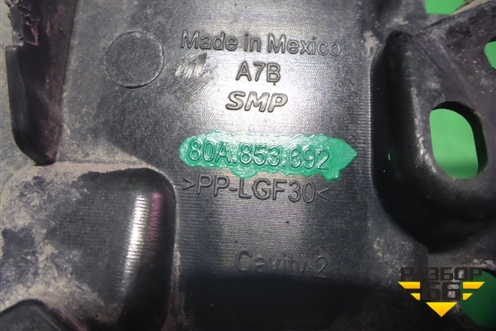 Made in Mexico
A7B
SMP
80A.853.692
>PP-LGF30<
Cavity 2
РАЗБОР
66